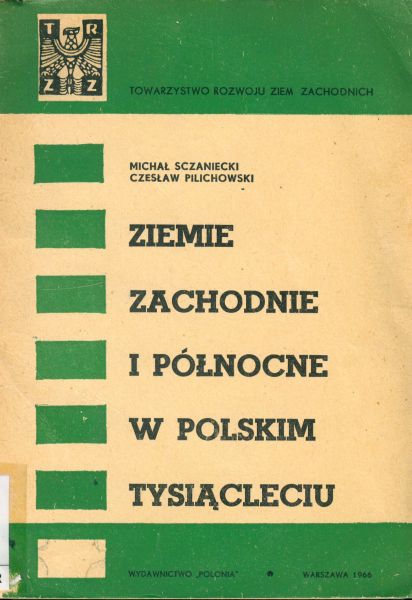 T R
Z Z
TOWARZYSTWO ROZWOJU ZIEM ZACHODNICH
MICHAŁ SCZANIECKI
CZESŁAW PILICHOWSKI
ZIEMIE
ZACHODNIE
I PÓŁNOCNE
W POLSKIM
TYSIĄCLECIU
WYDAWNICTWO „POLONIA" WARSZAWA 1966